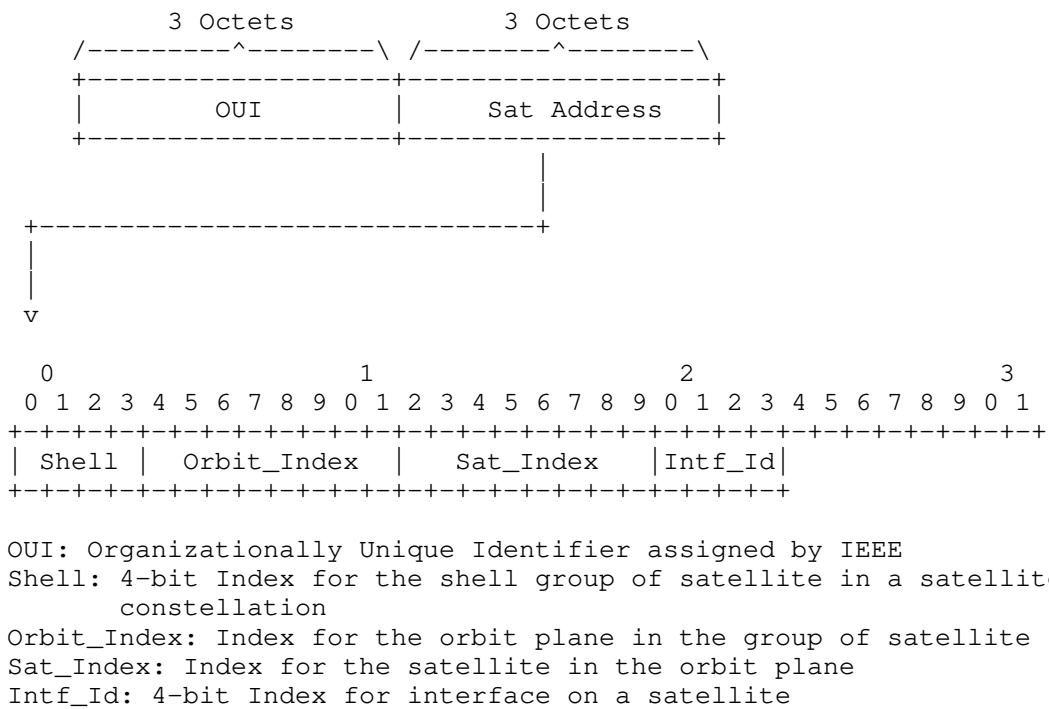 3 Octets 3 Octets
/---------^--------\ /--------^--------\
+------------------+------------------+
| OUI | Sat Address |
+------------------+------------------+
|
|
+-------------------------------+
|
|
v
0 1 2 3
0 1 2 3 4 5 6 7 8 9 0 1 2 3 4 5 6 7 8 9 0 1 2 3 4 5 6 7 8 9 0 1
+-+-+-+-+-+-+-+-+-+-+-+-+-+-+-+-+-+-+-+-+-+-+-+-+-+-+-+-+-+-+-+-+
| Shell | Orbit_Index | Sat_Index |Intf_Id|
+-+-+-+-+-+-+-+-+-+-+-+-+-+-+-+-+-+-+-+-+-+-+-+-+
OUI: Organizationally Unique Identifier assigned by IEEE
Shell: 4-bit Index for the shell group of satellite in a satellite
constellation
Orbit_Index: Index for the orbit plane in the group of satellite
Sat_Index: Index for the satellite in the orbit plane
Intf_Id: 4-bit Index for interface on a satellite